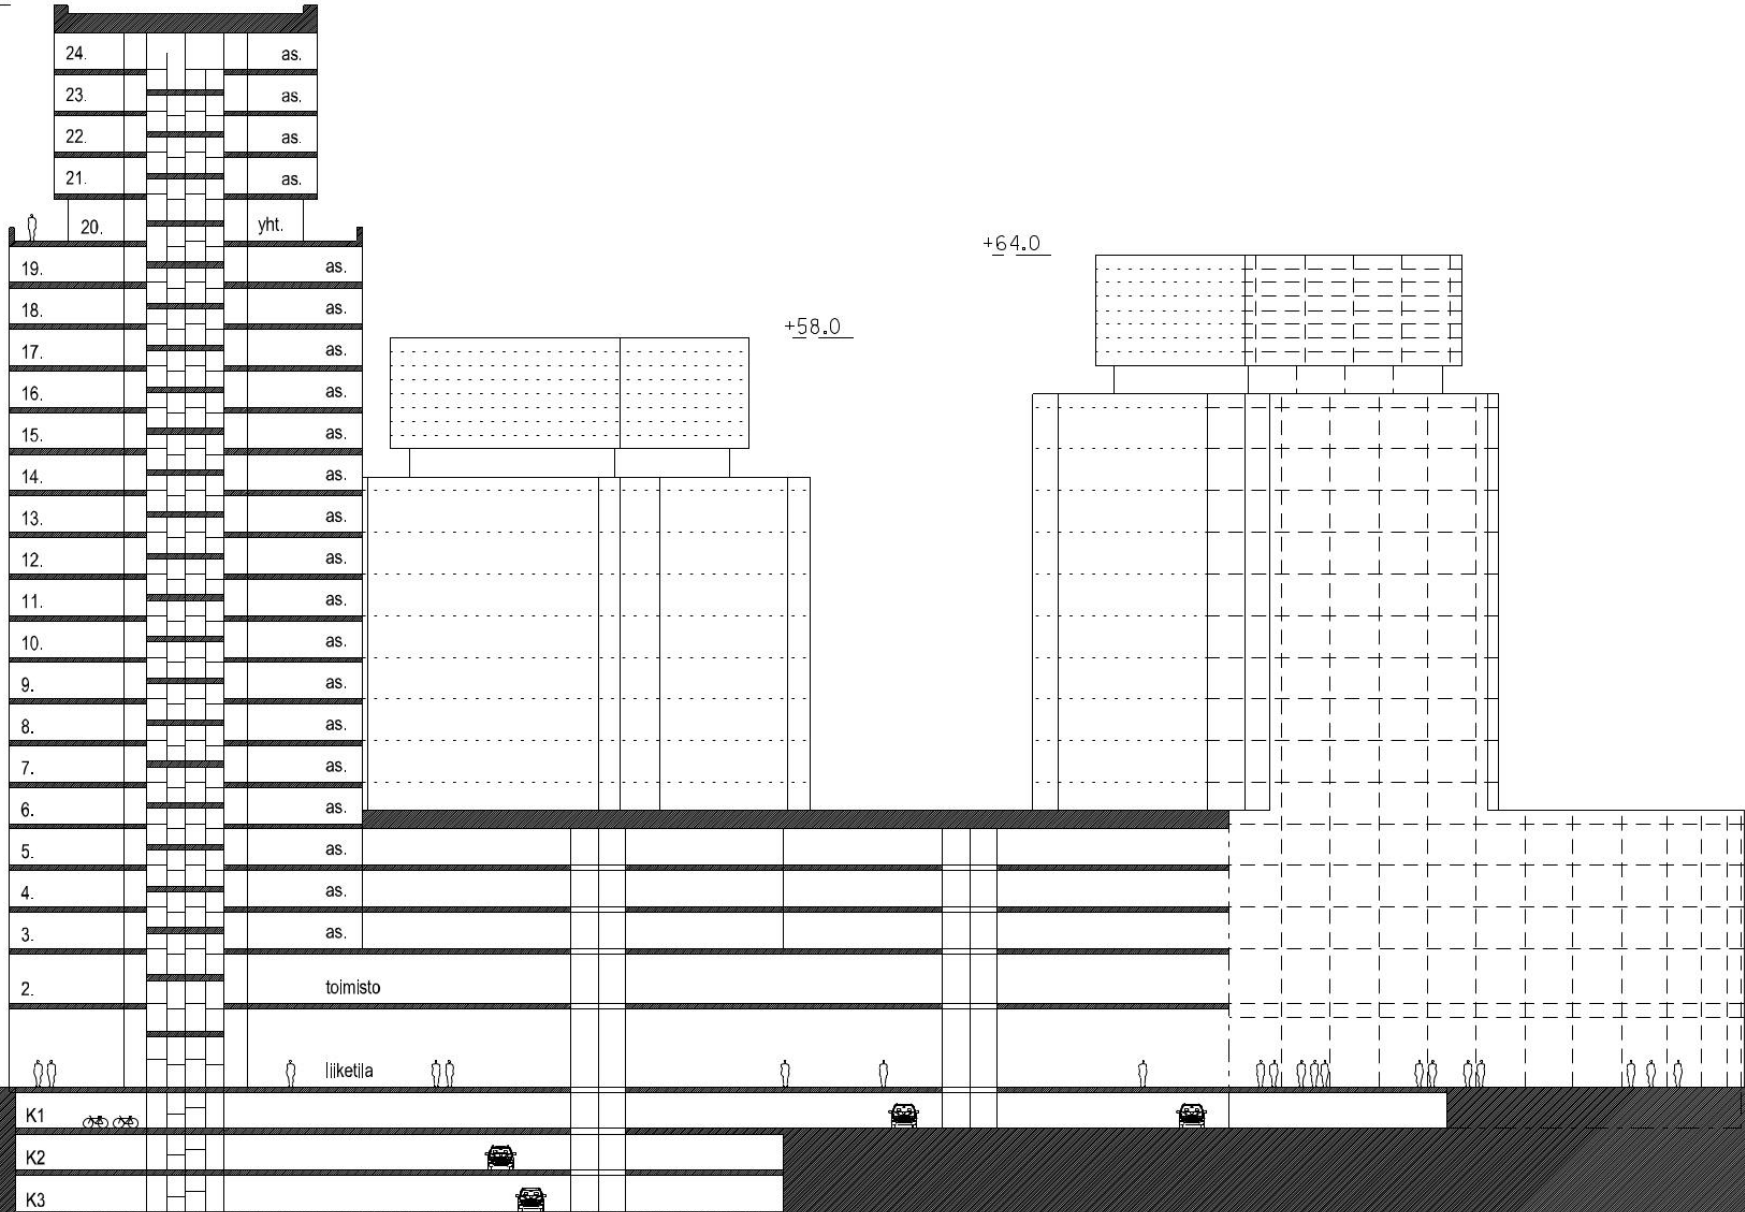 24. as.
23. as.
22. as.
21. as.
20. yht.
+64.0
19. as.
18. as.
+58.0
17. as.
16. as.
15. as.
14. as.
13. as.
12. as.
11. as.
10. as.
9. as.
8. as.
7. as.
6. as.
5. as.
4. as.
3. as.
2. toimisto
liiketila
K1
K2
K3